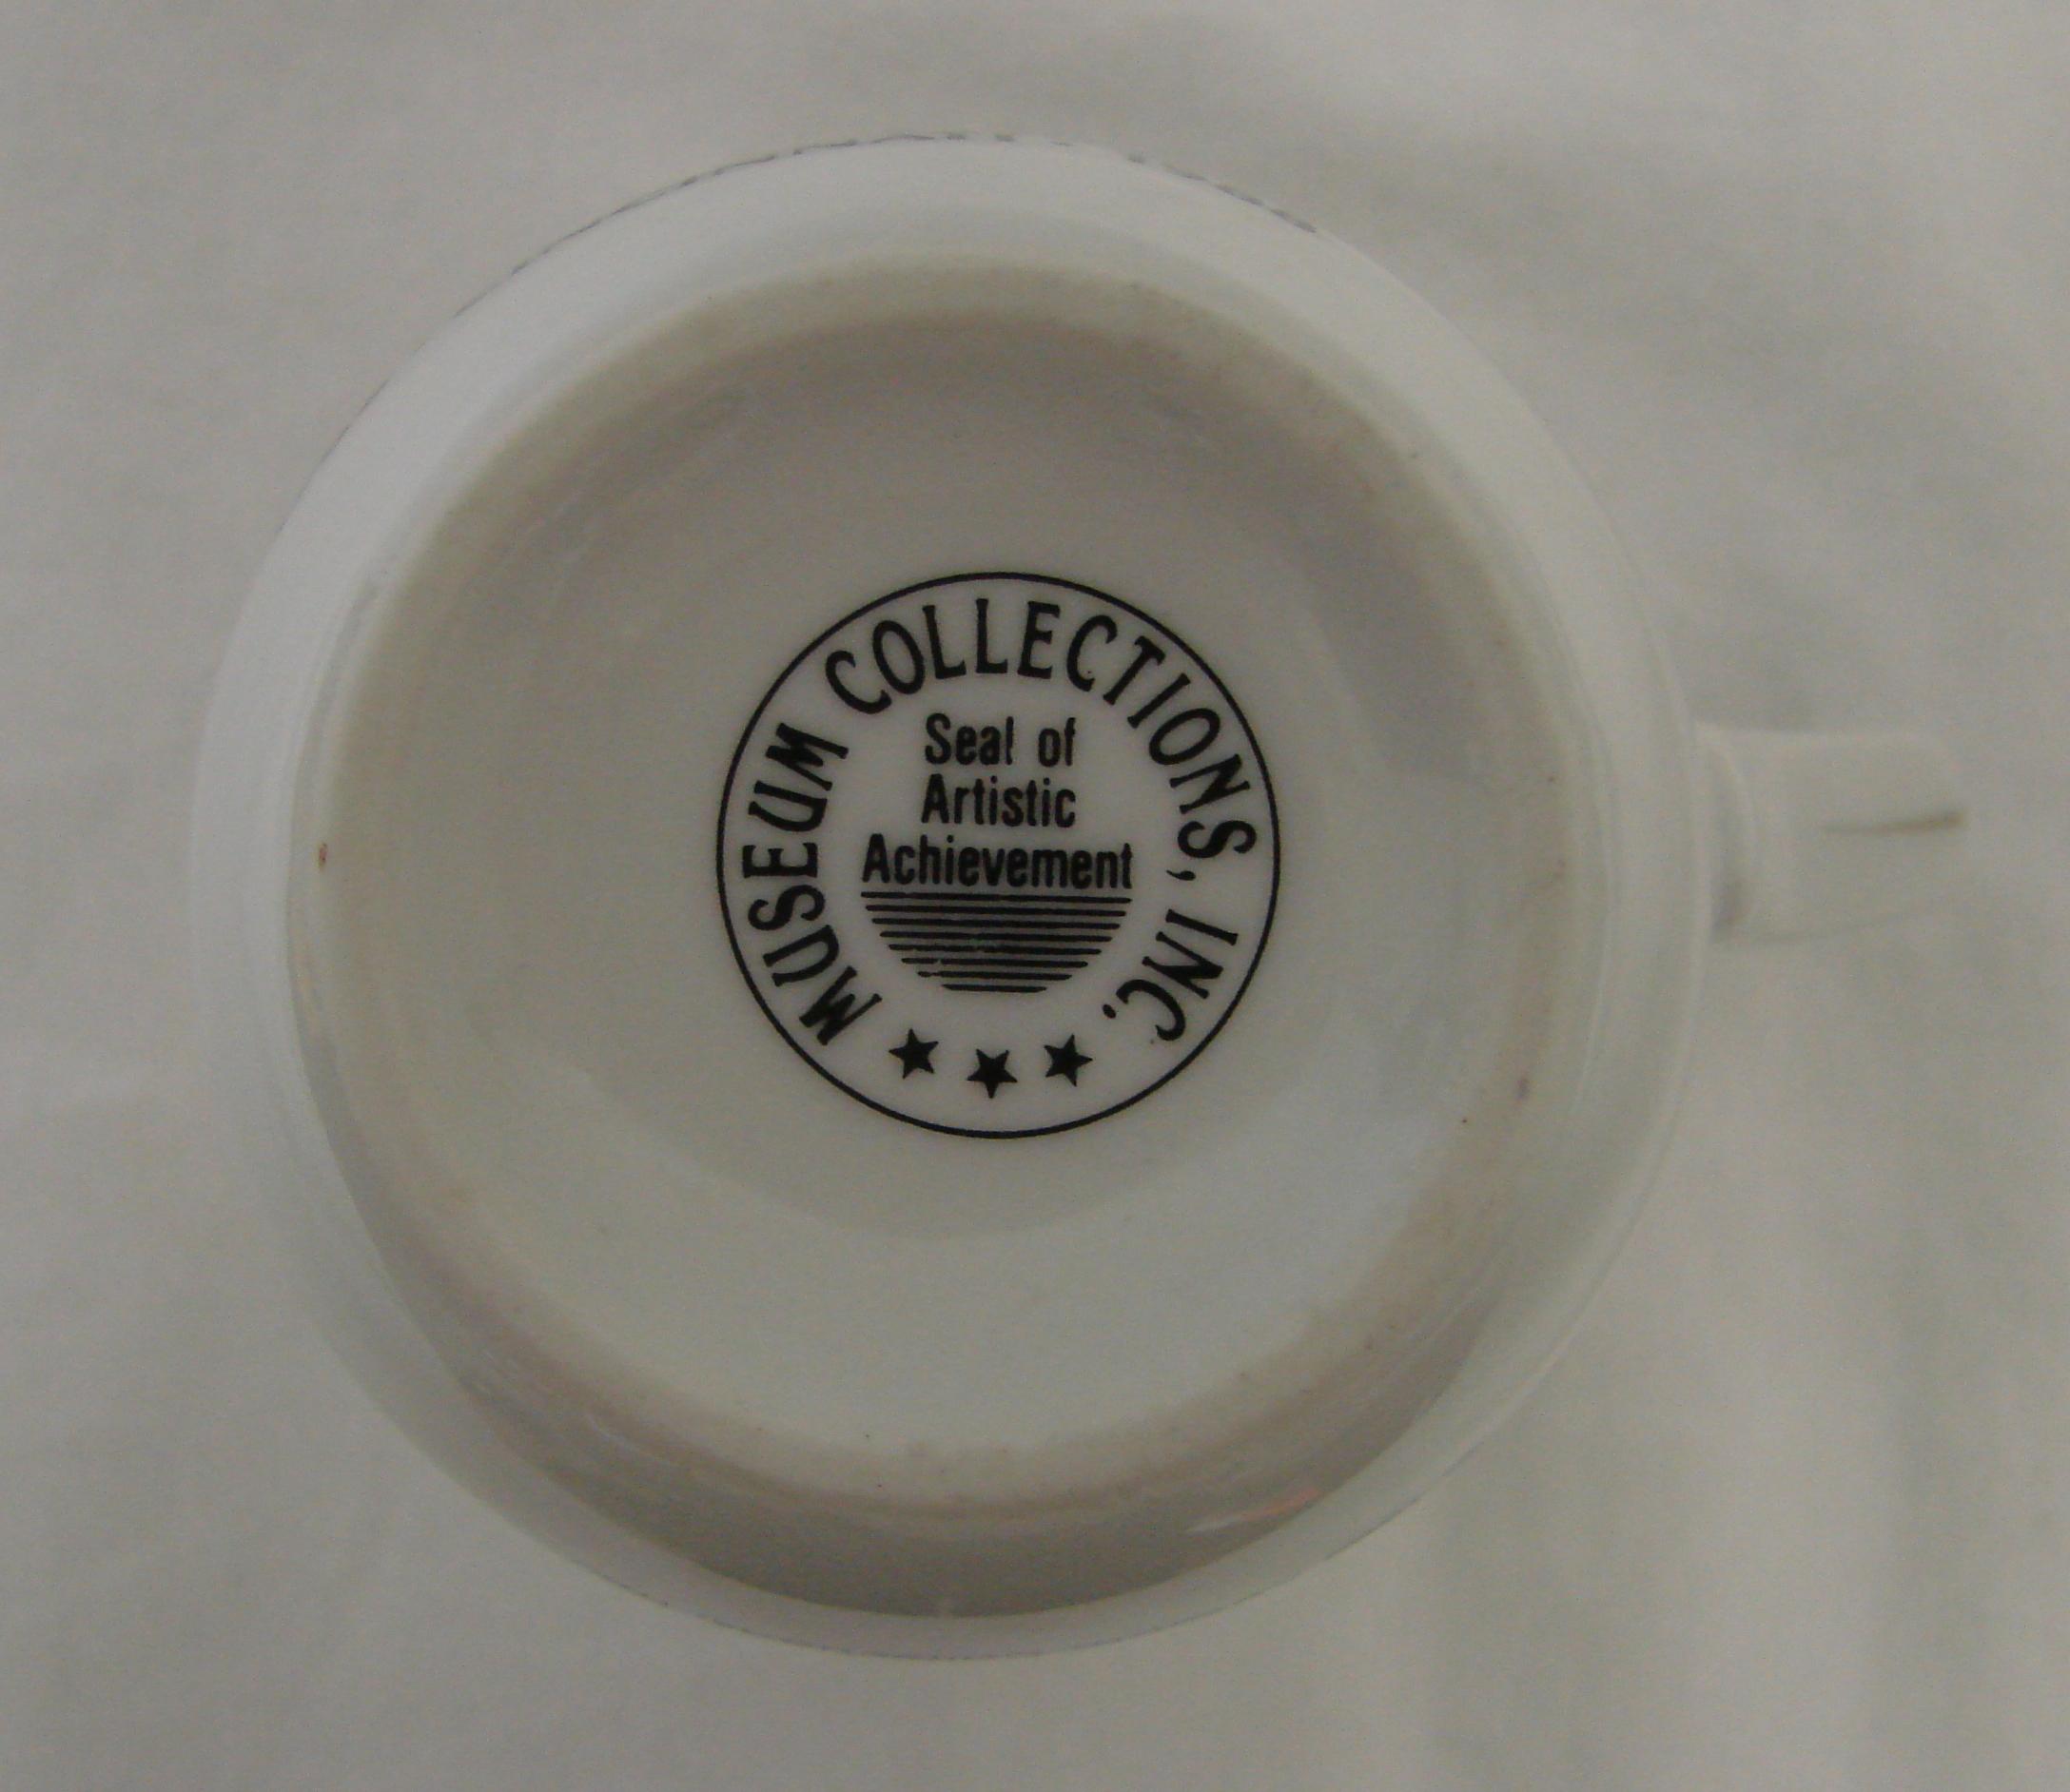 MUSEUM COLLECTIONS, INC.
Seal of
Artistic
Achievement